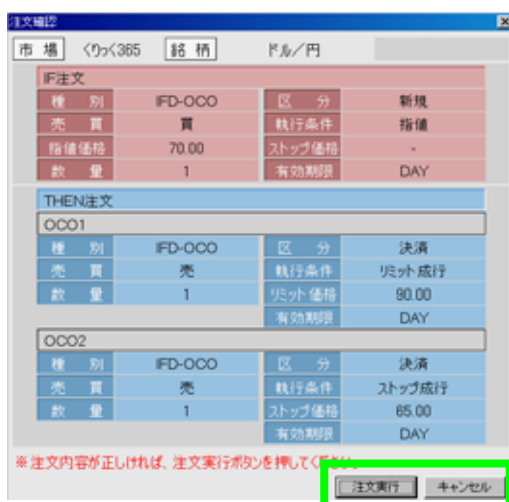 注文確認
市 場 くりっく365 銘 柄 ドル/円
IF注文
種 別 IFD-OCO 区 分 新規
売 買 買 執行条件 指値
指値価格 70.00 ストップ価格 -
数 量 1 有効期限 DAY
THEN注文
OCO1
種 別 IFD-OCO 区 分 決済
売 買 売 執行条件 リミット成行
数 量 1 リミット価格 90.00
有効期限 DAY
OCO2
種 別 IFD-OCO 区 分 決済
売 買 売 執行条件 ストップ成行
数 量 1 ストップ価格 65.00
有効期限 DAY
※注文内容が正しければ、注文実行ボタンを押してください。
注文実行 キャンセル